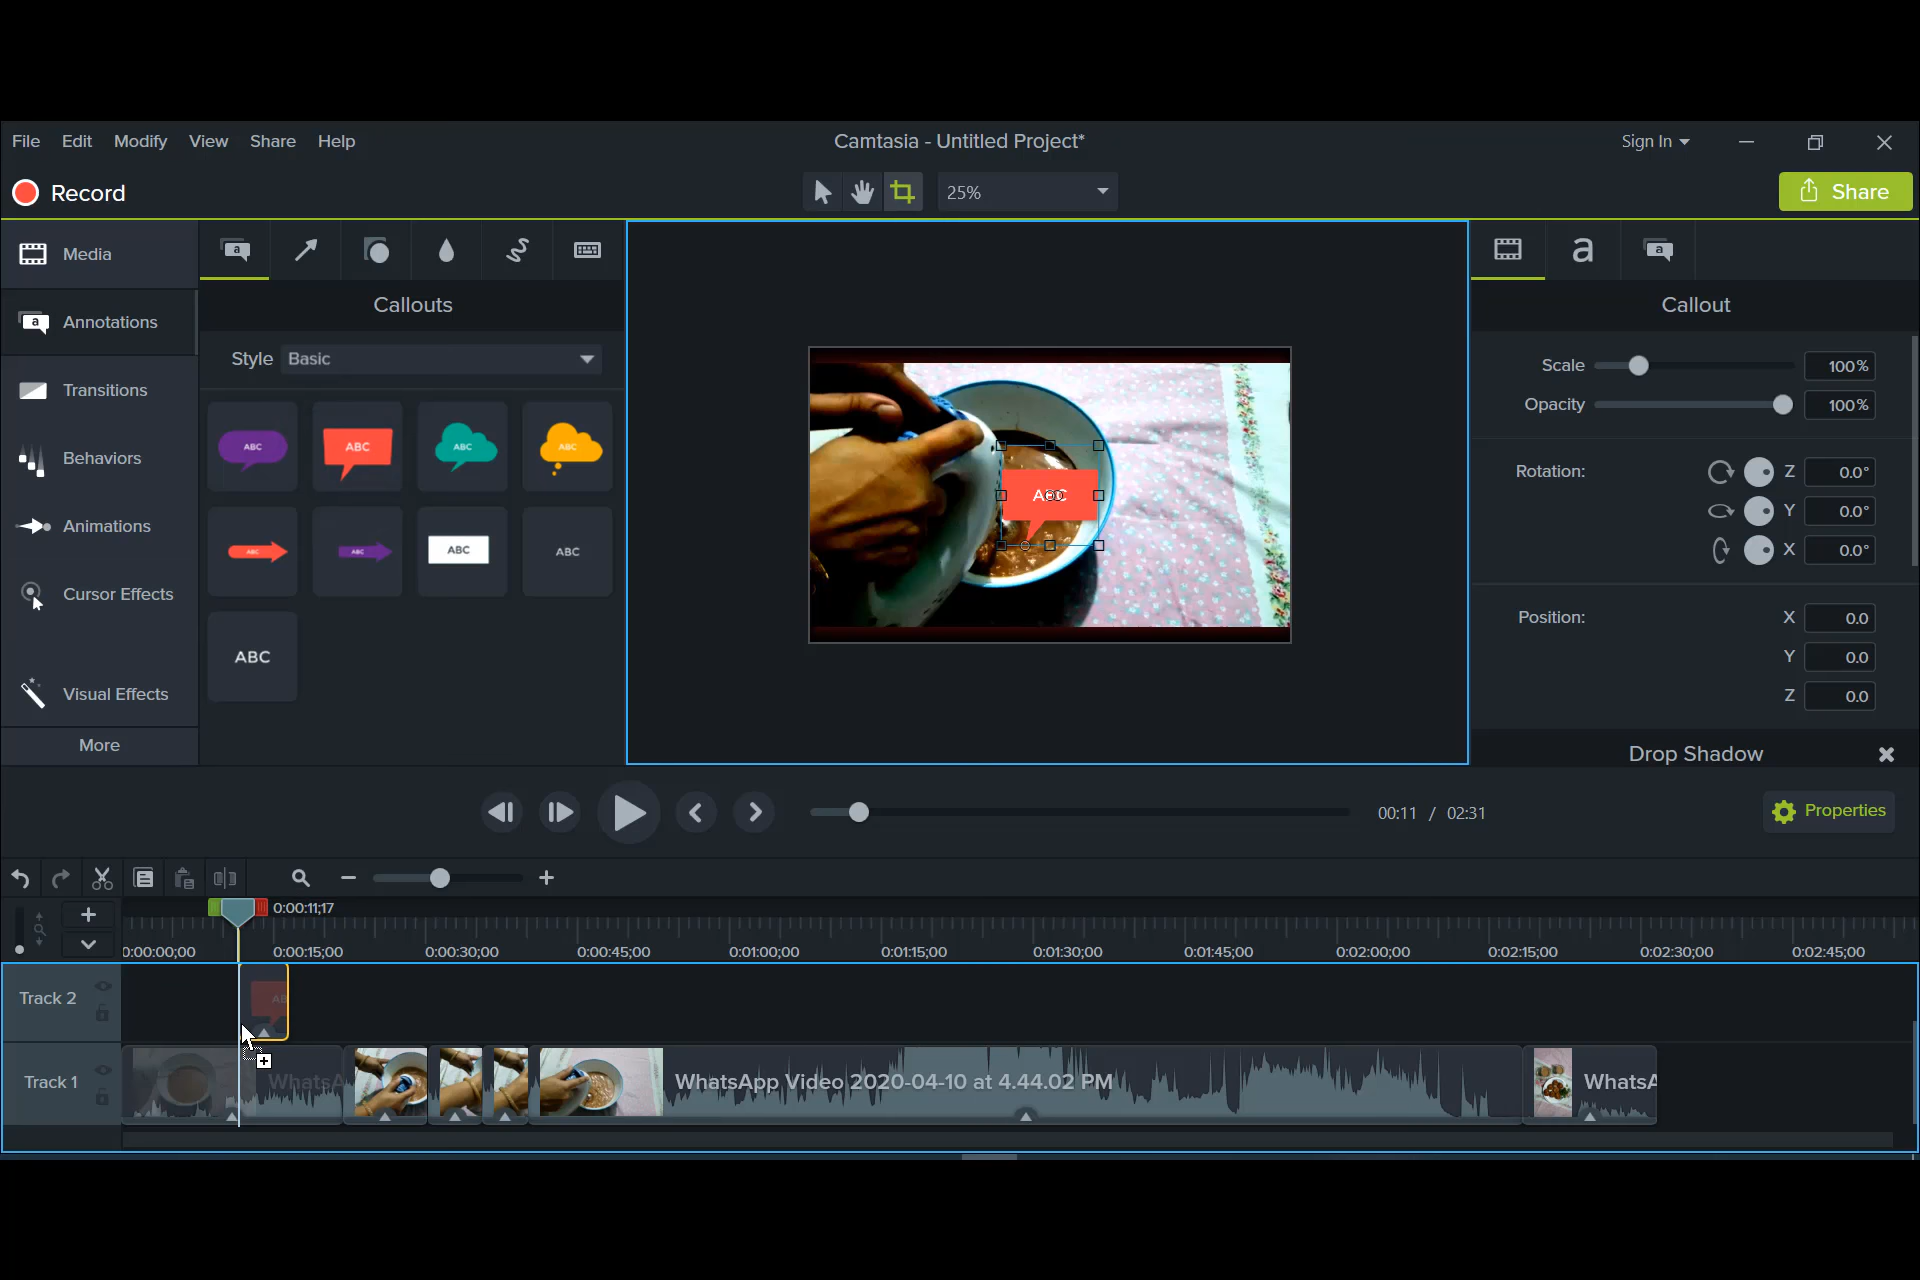 File Edit Modify View Share Help
Camtasia - Untitled Project*
Sign In
Record
25%
Share
Media
Annotations
Transitions
Behaviors
Animations
Cursor Effects
Visual Effects
More
Callouts
Style Basic
ABC ABC ABC ABC
ABC ABC ABC ABC
ABC
ABC
a
Callout
Scale 100%
Opacity 100%
Rotation: Z 0.0°
Y 0.0°
X 0.0°
Position: X 0.0
Y 0.0
Z 0.0
Drop Shadow
00:11 / 02:31
Properties
0:00:11;17
0:00:00;00 0:00:15;00 0:00:30;00 0:00:45;00 0:01:00;00 0:01:15;00 0:01:30;00 0:01:45;00 0:02:00;00 0:02:15;00 0:02:30;00 0:02:45;00
Track 2
AB
Track 1
WhatsA
WhatsApp Video 2020-04-10 at 4.44.02 PM
WhatsA